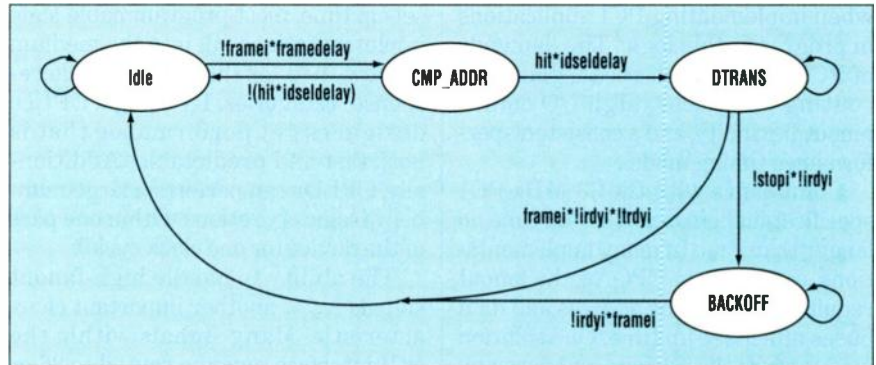 !framei*framedelay
hit*idseldelay
Idle
CMP_ADDR
DTRANS
!(hit*idseldelay)
!stopi*!irdyi
framei*!irdyi*!trdyi
BACKOFF
!irdyi*framei